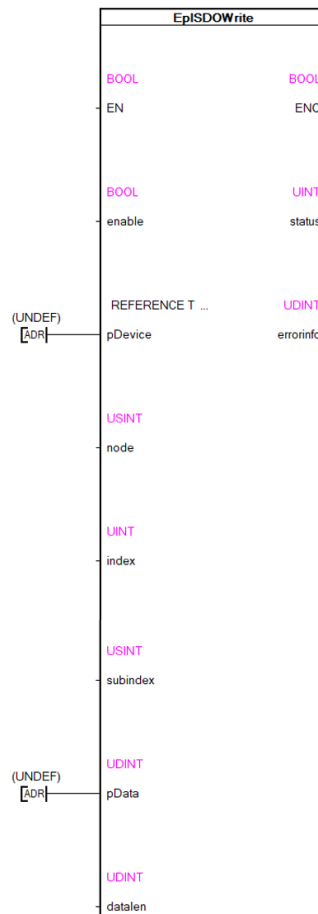 EplSDOWrite
BOOL BOOL
EN ENO
BOOL UINT
enable status
REFERENCE T ... UDINT
(UNDEF)
ADR pDevice errorinfo
USINT
node
UINT
index
USINT
subindex
UDINT
(UNDEF)
ADR pData
UDINT
datalen